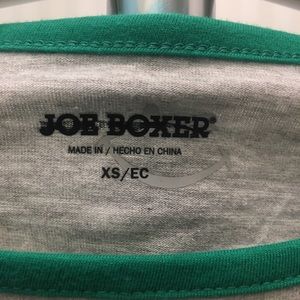 JOE BOXER®
MADE IN / HECHO EN CHINA
XS/EC